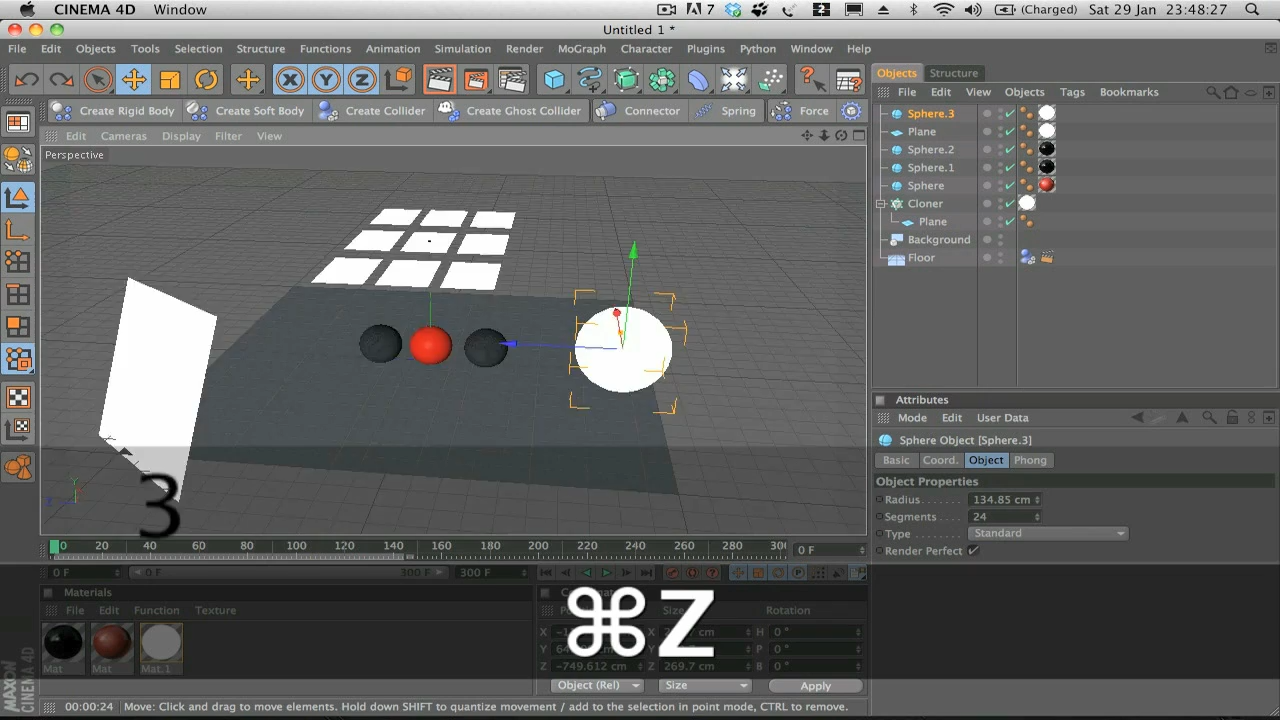 CINEMA 4D Window 7 (Charged) Sat 29 Jan 23:48:27
Untitled 1 *
File Edit Objects Tools Selection Structure Functions Animation Simulation Render MoGraph Character Plugins Python Window Help
X Y Z
Create Rigid Body Create Soft Body Create Collider Create Ghost Collider Connector Spring Force
Edit Cameras Display Filter View
Perspective
Objects Structure
File Edit View Objects Tags Bookmarks
Sphere.3
Plane
Sphere.2
Sphere.1
Sphere
Cloner
Plane
Background
Floor
Attributes
Mode Edit User Data
Sphere Object [Sphere.3]
Basic Coord. Object Phong
Object Properties
Radius 134.85 cm
Segments 24
Type Standard
Render Perfect
Y
Z
3
0 20 40 60 80 100 120 140 160 180 200 220 240 260 280 0 F
0 F 0 F 300 F 300 F
Materials
File Edit Function Texture
Mat Mat Mat.1
⌘Z
Rotation
X X H 0 °
Y Y P 0 °
Z -749.612 cm Z 269.7 cm B 0 °
Object (Rel) Size Apply
MAXON CINEMA 4D
00:00:24 Move: Click and drag to move elements. Hold down SHIFT to quantize movement / add to the selection in point mode, CTRL to remove.